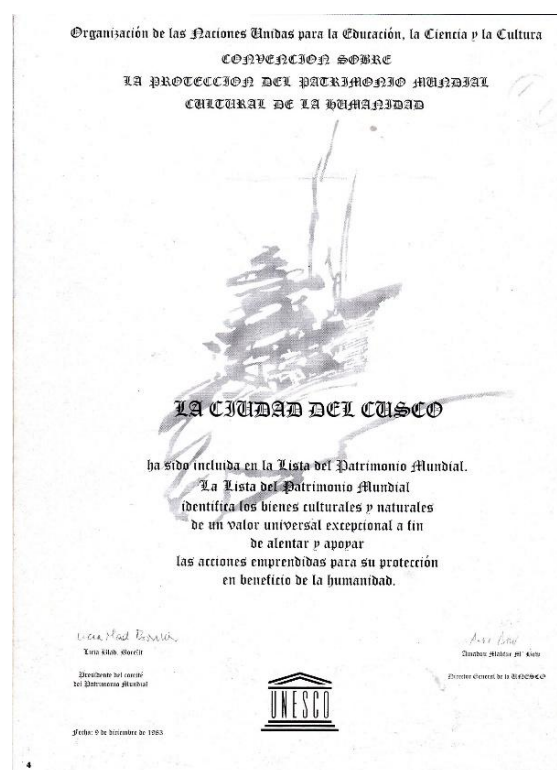 Organización de las Naciones Unidas para la Educación, la Ciencia y la Cultura
CONVENCION SOBRE
LA PROTECCION DEL PATRIMONIO MUNDIAL
CULTURAL DE LA HUMANIDAD
LA CIUDAD DEL CUSCO
ha sido incluida en la Lista del Patrimonio Mundial.
La Lista del Patrimonio Mundial
identifica los bienes culturales y naturales
de un valor universal excepcional a fin
de alentar y apoyar
las acciones emprendidas para su protección
en beneficio de la humanidad.
Presidente del comité
del Patrimonio Mundial
Director General de la UNESCO
UNESCO
Fecha: 9 de diciembre de 1983
4